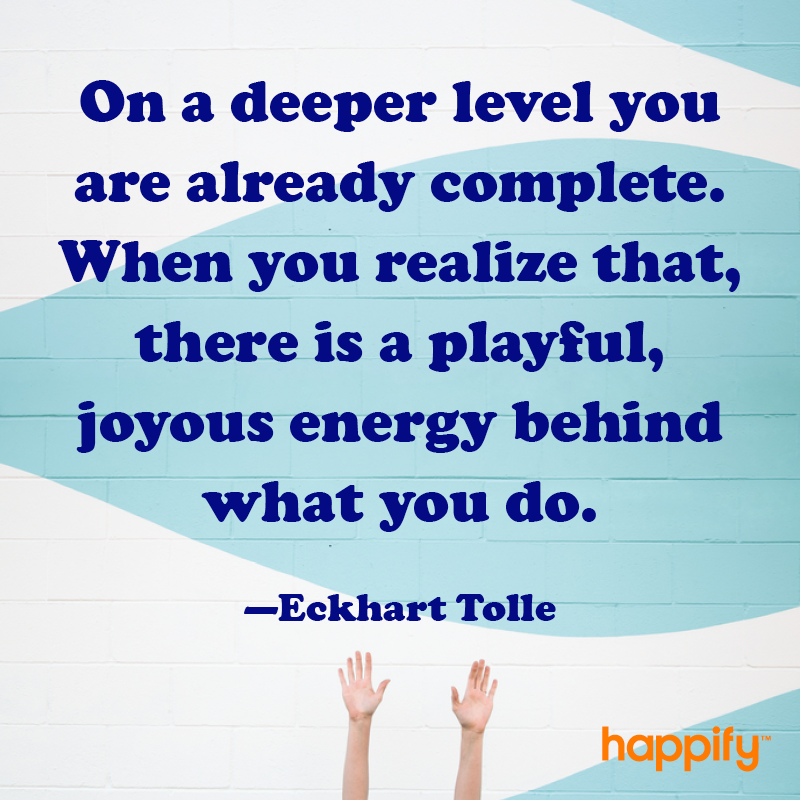 On a deeper level you
are already complete.
When you realize that,
there is a playful,
joyous energy behind
what you do.
—Eckhart Tolle
happify™